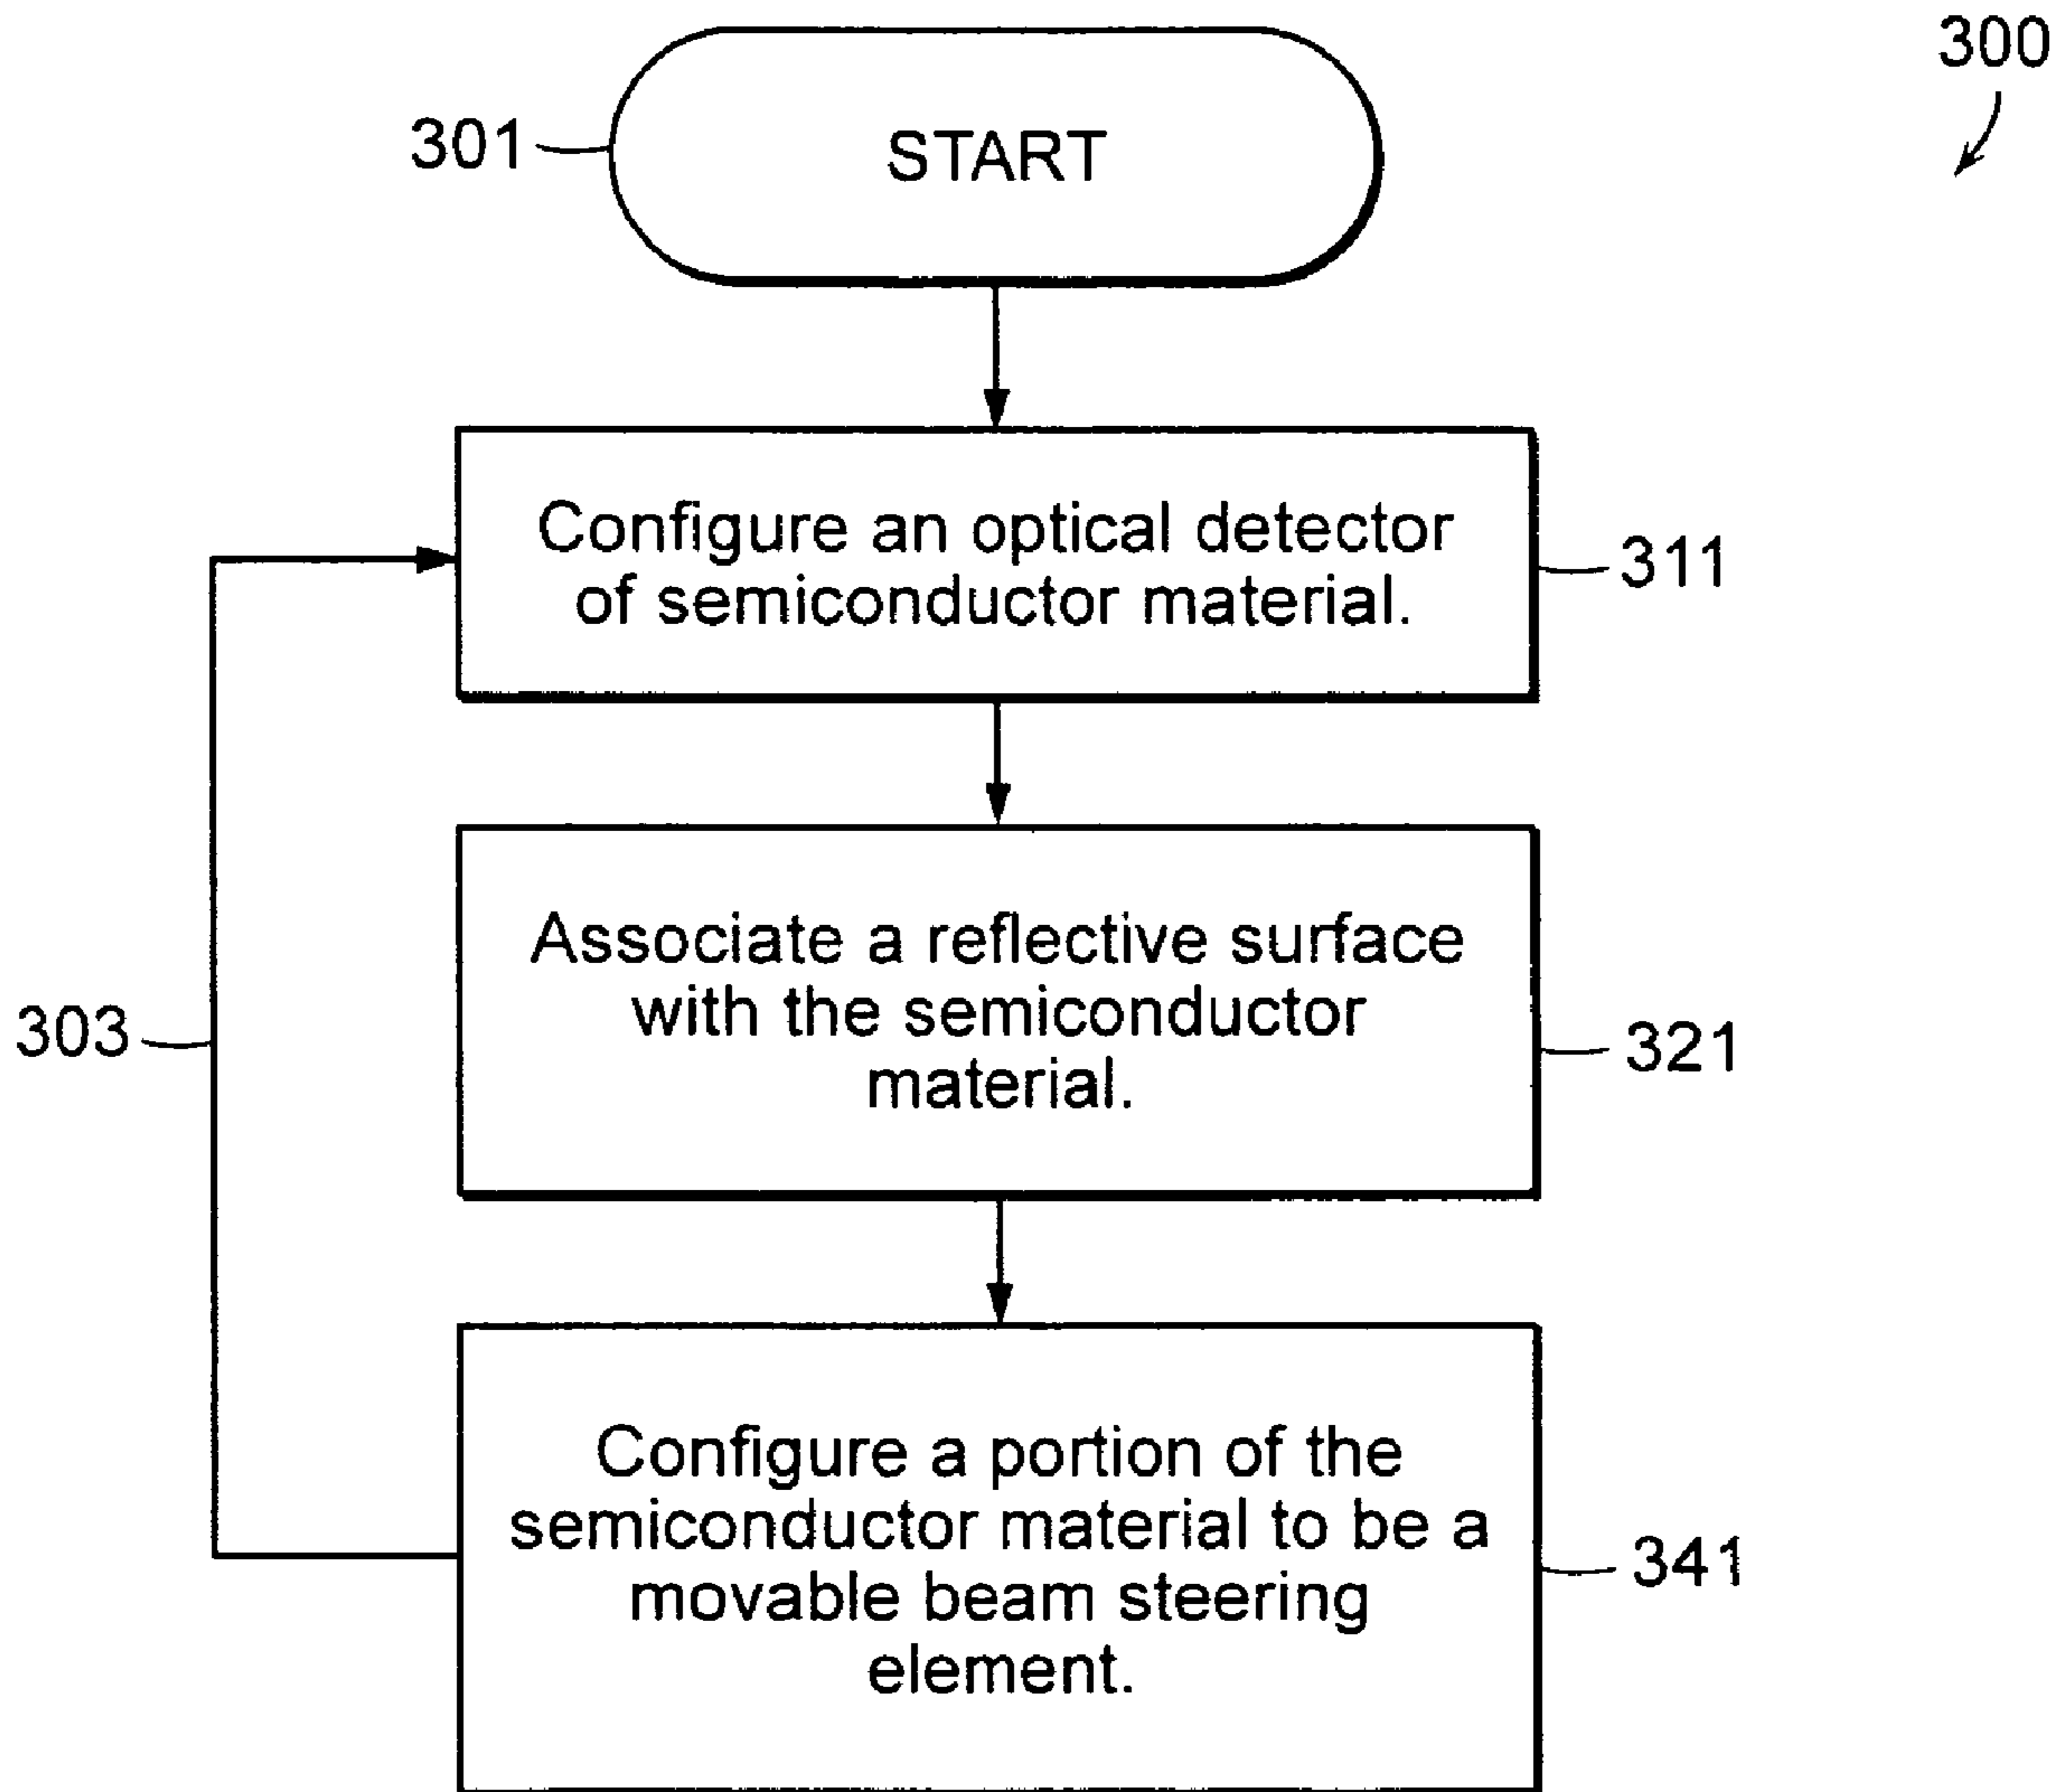 300
301
START
Configure an optical detector
of semiconductor material.
311
Associate a reflective surface
with the semiconductor
material.
303
321
Configure a portion of the
semiconductor material to be a
movable beam steering
element.
341